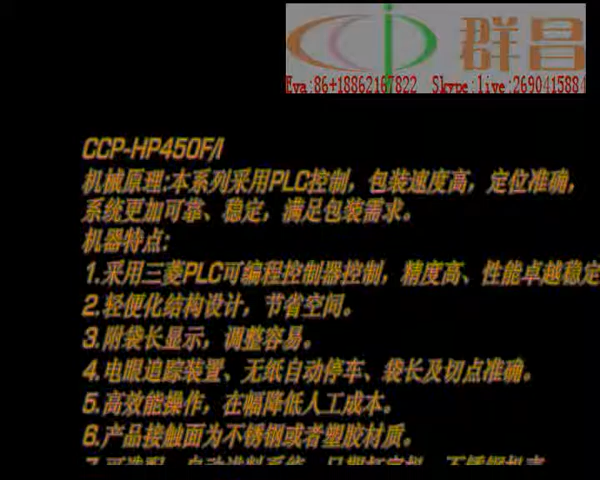 群昌
Eva:86+18862167822 Skype:live:2690415884
CCP-HP450F/I
机械原理:本系列采用PLC控制，包装速度高，定位准确，
系统更加可靠、稳定，满足包装需求。
机器特点:
1.采用三菱PLC可编程控制器控制，精度高、性能卓越稳定
2.轻便化结构设计，节省空间。
3.附袋长显示，调整容易。
4.电眼追踪装置、无纸自动停车、袋长及切点准确。
5.高效能操作，在幅降低人工成本。
6.产品接触面为不锈钢或者塑胶材质。